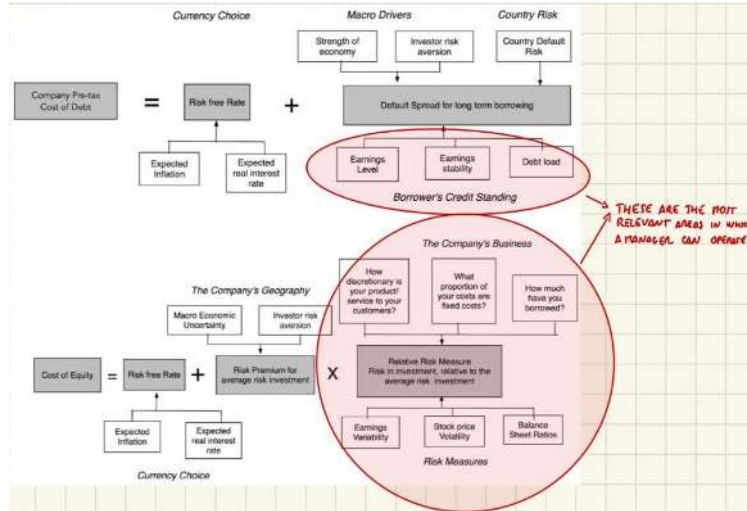 Currency Choice
Macro Drivers
Country Risk
Strength of
economy
Investor risk
aversion
Country Default
Risk
Company Pre-tax
Cost of Debt
=
Risk free Rate
+
Default Spread for long term borrowing
Expected
Inflation
Expected
real interest
rate
Earnings
Level
Earnings
stability
Debt load
Borrower's Credit Standing
THESE ARE THE MOST
RELEVANT AREAS IN WHICH
A MANAGER CAN OPERATE
The Company's Business
How
discretionary is
your product/
service to your
customers?
What
proportion of
your costs are
fixed costs?
How much
have you
borrowed?
The Company's Geography
Macro Economic
Uncertainty
Investor risk
aversion
Cost of Equity
=
Risk free Rate
+
Risk Premium for
average risk investment
X
Relative Risk Measure
Risk in investment, relative to the
average risk investment
Expected
Inflation
Expected
real interest
rate
Currency Choice
Earnings
Variability
Stock price
Volatility
Balance
Sheet Ratios
Risk Measures